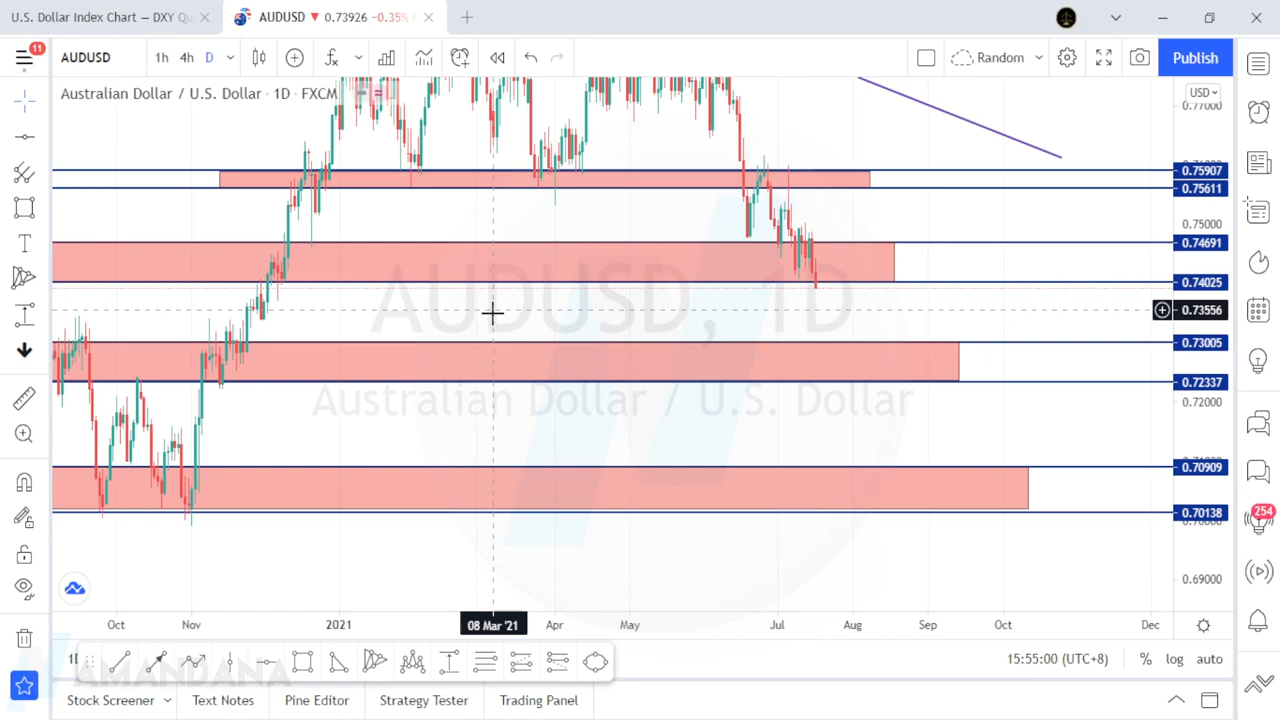 U.S. Dollar Index Chart — DXY Qu
AUDUSD ▼ 0.73926 −0.35%
11
AUDUSD 1h 4h D Random Publish
Australian Dollar / U.S. Dollar · 1D · FXCM
USD
0.77000
0.75907
0.75611
0.75000
0.74691
0.74025
0.73556
0.73005
0.72337
0.72000
0.70909
0.70138
0.70000
0.69000
AUDUSD, 1D
Australian Dollar / U.S. Dollar
254
Oct Nov 2021 08 Mar '21 Apr May Jul Aug Sep Oct Dec
15:55:00 (UTC+8) % log auto
AMANDANA
Stock Screener Text Notes Pine Editor Strategy Tester Trading Panel